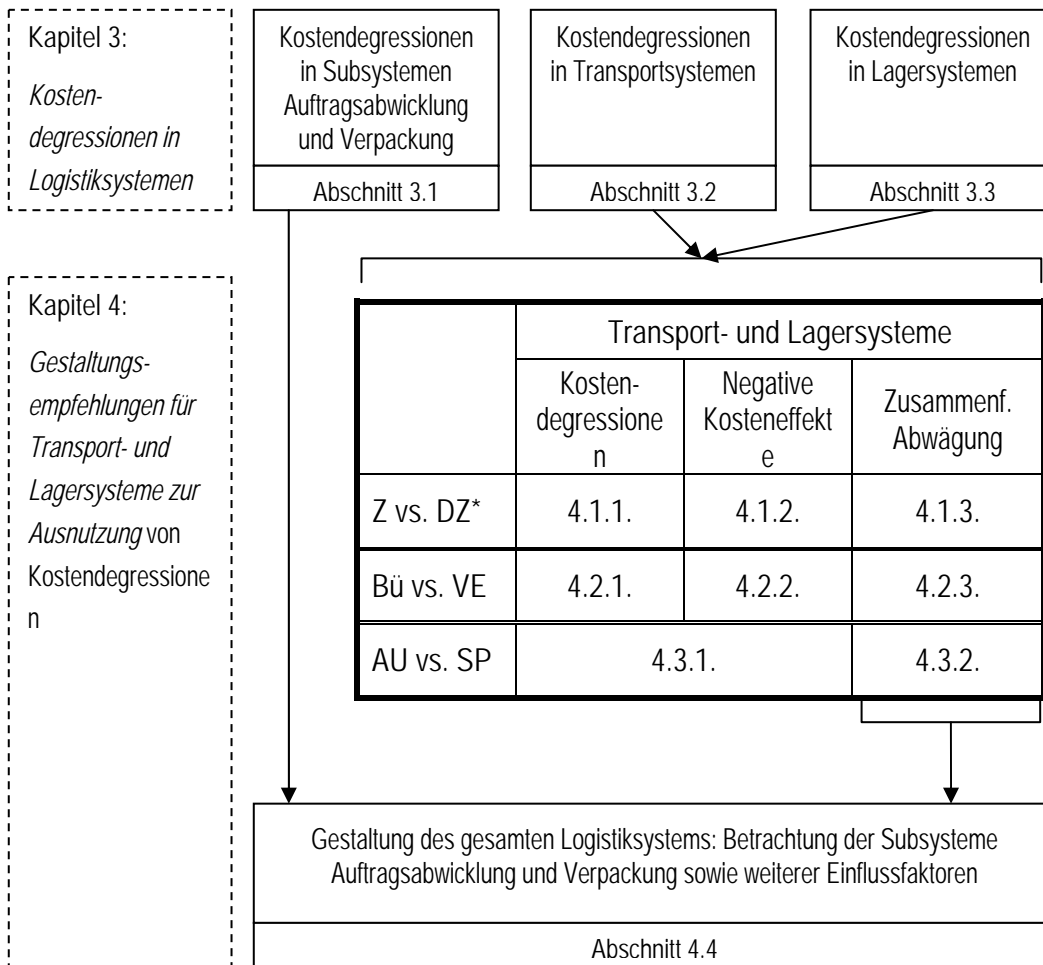 Kapitel 3:
Kosten-
degressionen in
Logistiksystemen
Kostendegressionen
in Subsystemen
Auftragsabwicklung
und Verpackung
Abschnitt 3.1
Kostendegressionen
in Transportsystemen
Abschnitt 3.2
Kostendegressionen
in Lagersystemen
Abschnitt 3.3
Kapitel 4:
Gestaltungs-
empfehlungen für
Transport- und
Lagersysteme zur
Ausnutzung von
Kostendegressione
n
Transport- und Lagersysteme
Kosten-
degressione
n
Negative
Kosteneffekt
e
Zusammenf.
Abwägung
Z vs. DZ*
4.1.1.
4.1.2.
4.1.3.
Bü vs. VE
4.2.1.
4.2.2.
4.2.3.
AU vs. SP
4.3.1.
4.3.2.
Gestaltung des gesamten Logistiksystems: Betrachtung der Subsysteme
Auftragsabwicklung und Verpackung sowie weiterer Einflussfaktoren
Abschnitt 4.4